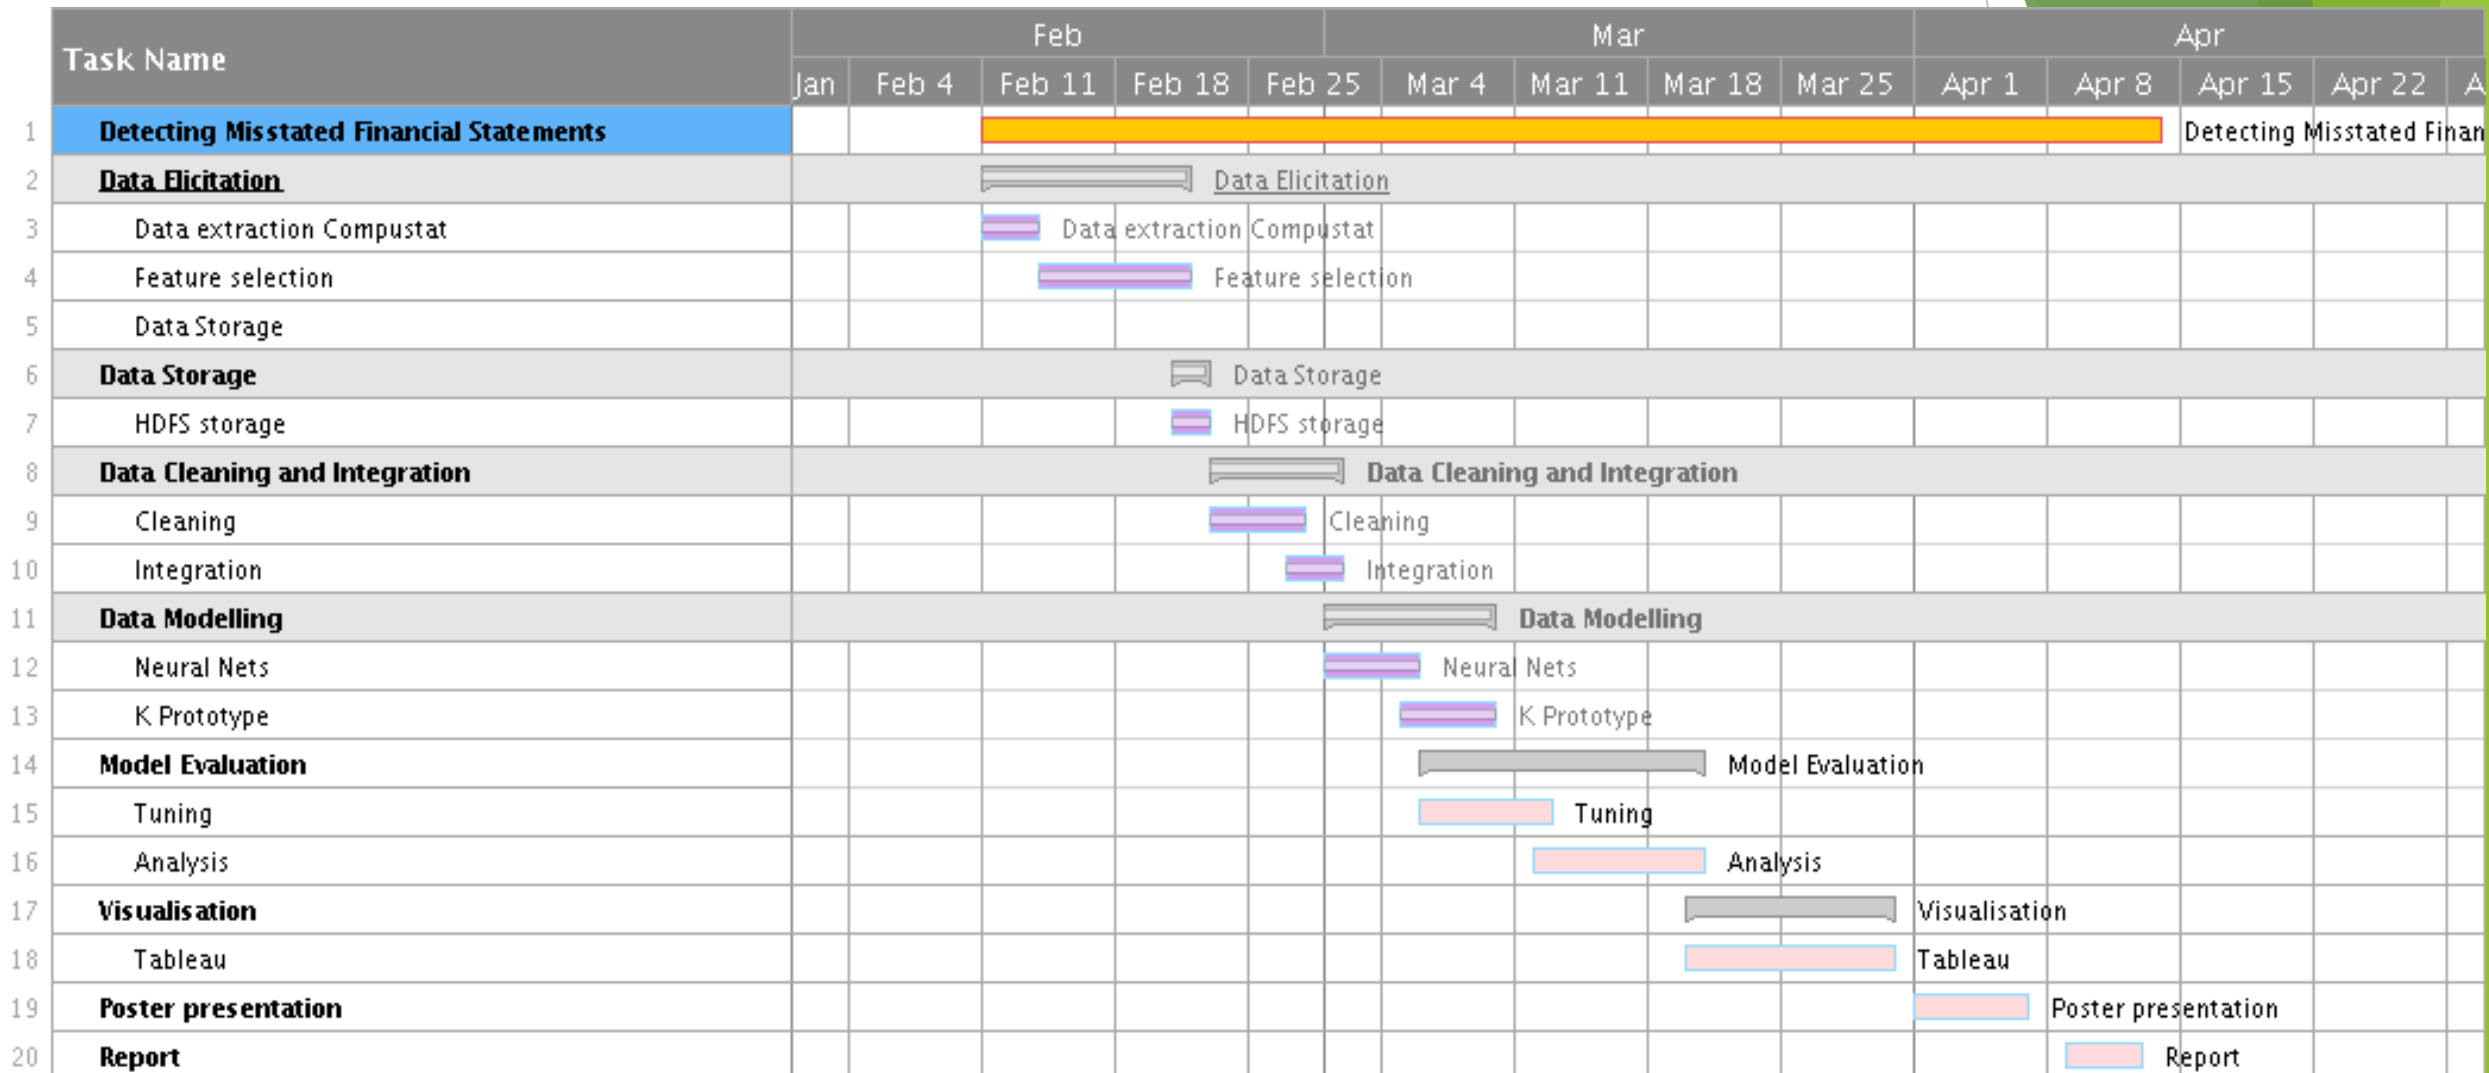 Task Name
Feb Mar Apr
Jan Feb 4 Feb 11 Feb 18 Feb 25 Mar 4 Mar 11 Mar 18 Mar 25 Apr 1 Apr 8 Apr 15 Apr 22 A
1 Detecting Misstated Financial Statements Detecting Misstated Finan
2 Data Elicitation Data Elicitation
3 Data extraction Compustat Data extraction Compustat
4 Feature selection Feature selection
5 Data Storage
6 Data Storage Data Storage
7 HDFS storage HDFS storage
8 Data Cleaning and Integration Data Cleaning and Integration
9 Cleaning Cleaning
10 Integration Integration
11 Data Modelling Data Modelling
12 Neural Nets Neural Nets
13 K Prototype K Prototype
14 Model Evaluation Model Evaluation
15 Tuning Tuning
16 Analysis Analysis
17 Visualisation Visualisation
18 Tableau Tableau
19 Poster presentation Poster presentation
20 Report Report